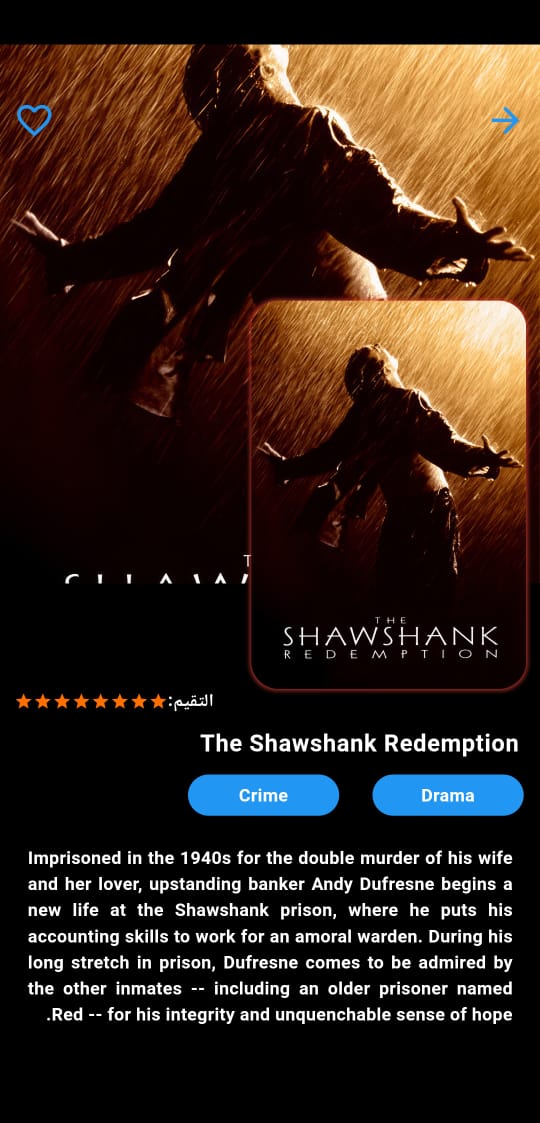 THE
SHAWSHANK
REDEMPTION
التقيم:
The Shawshank Redemption
Drama
Crime
Imprisoned in the 1940s for the double murder of his wife
and her lover, upstanding banker Andy Dufresne begins a
new life at the Shawshank prison, where he puts his
accounting skills to work for an amoral warden. During his
long stretch in prison, Dufresne comes to be admired by
the other inmates -- including an older prisoner named
.Red -- for his integrity and unquenchable sense of hope